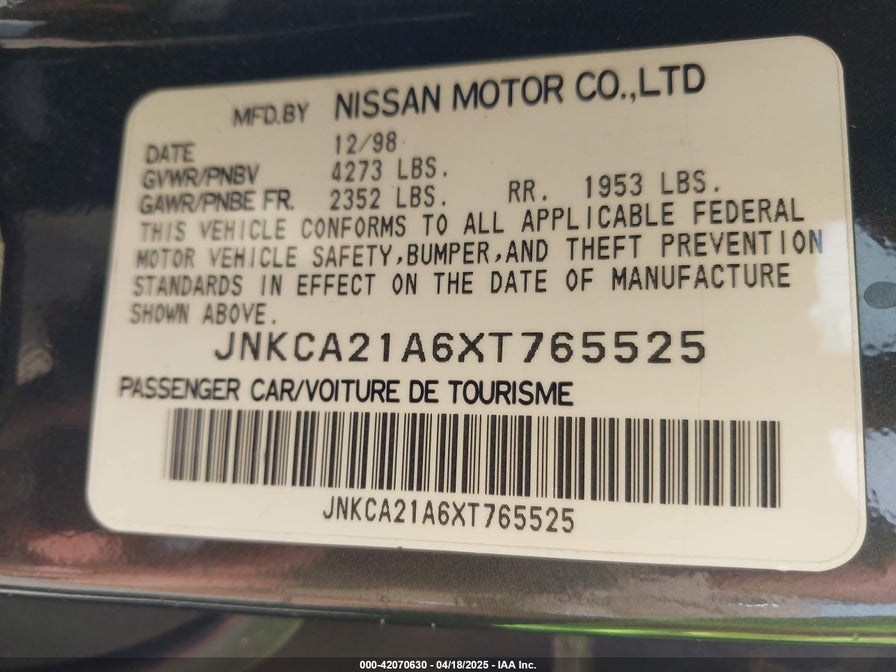 MFD.BY NISSAN MOTOR CO.,LTD
DATE 12/98
GVWR/PNBV 4273 LBS.
GAWR/PNBE FR. 2352 LBS. RR. 1953 LBS.
THIS VEHICLE CONFORMS TO ALL APPLICABLE FEDERAL
MOTOR VEHICLE SAFETY,BUMPER,AND THEFT PREVENTION
STANDARDS IN EFFECT ON THE DATE OF MANUFACTURE
SHOWN ABOVE.
JNKCA21A6XT765525
PASSENGER CAR/VOITURE DE TOURISME
JNKCA21A6XT765525
000-42070630 - 04/18/2025 - IAA Inc.